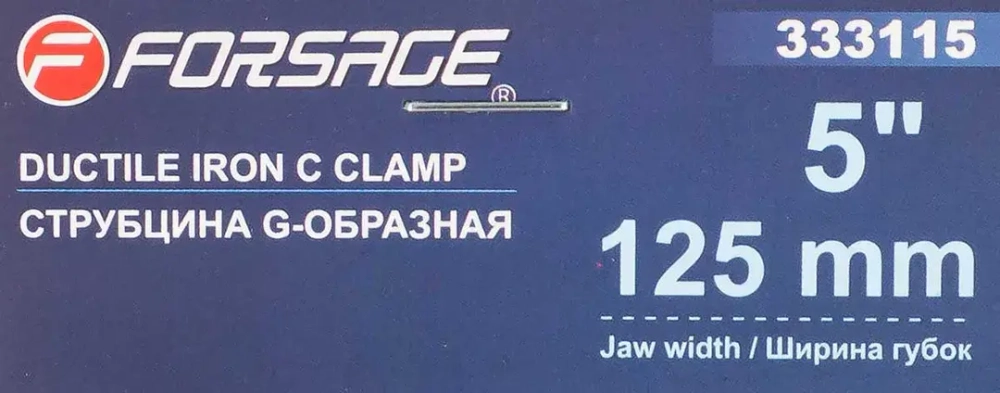 FORSAGE ®
333115
DUCTILE IRON C CLAMP
СТРУБЦИНА G-ОБРАЗНАЯ
5"
125 mm
Jaw width / Ширина губок